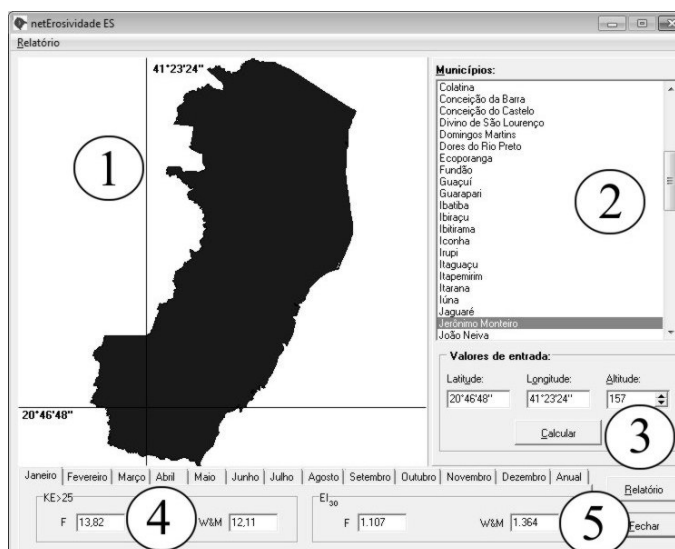 netErosividade ES
Relatório
41°23'24"
20°46'48"
1
Municípios:
Colatina
Conceição da Barra
Conceição do Castelo
Divino de São Lourenço
Domingos Martins
Dores do Rio Preto
Ecoporanga
Fundão
Guaçuí
Guarapari
Ibatiba
Ibiraçu
Ibitirama
Iconha
Irupi
Itaguaçu
Itapemirim
Itarana
Iúna
Jaguaré
Jerônimo Monteiro
João Neiva
2
Valores de entrada:
Latitude: Longitude: Altitude:
20°46'48" 41°23'24" 157
Calcular
3
Janeiro Fevereiro Março Abril Maio Junho Julho Agosto Setembro Outubro Novembro Dezembro Anual
KE>25
F 13,82 W&M 12,11
4
EI30
F 1.107 W&M 1.364
5
Relatório
Fechar